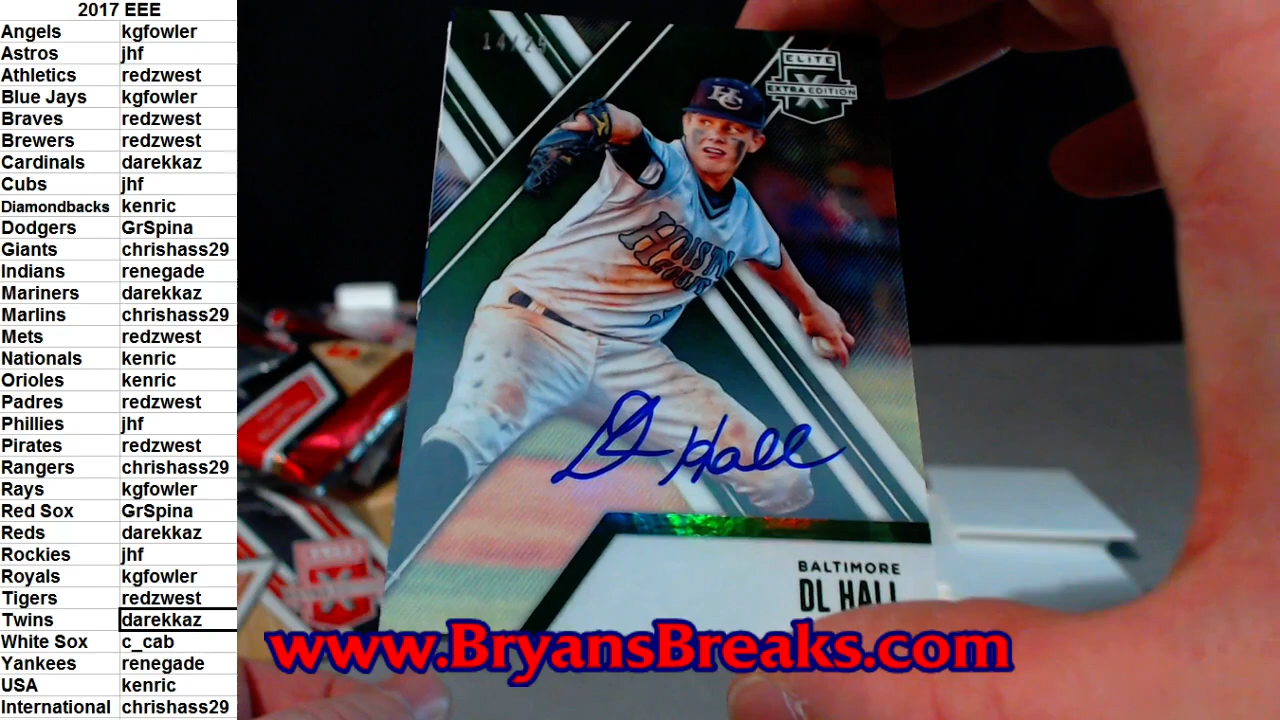 2017 EEE
Angels kgfowler
Astros jhf
Athletics redzwest
Blue Jays kgfowler
Braves redzwest
Brewers redzwest
Cardinals darekkaz
Cubs jhf
Diamondbacks kenric
Dodgers GrSpina
Giants chrishass29
Indians renegade
Mariners darekkaz
Marlins chrishass29
Mets redzwest
Nationals kenric
Orioles kenric
Padres redzwest
Phillies jhf
Pirates redzwest
Rangers chrishass29
Rays kgfowler
Red Sox GrSpina
Reds darekkaz
Rockies jhf
Royals kgfowler
Tigers redzwest
Twins darekkaz
White Sox c_cab
Yankees renegade
USA kenric
International chrishass29
14/25
ELITE
X
EXTRA EDITION
HC
DL Hall
BALTIMORE
DL HALL
www.BryansBreaks.com